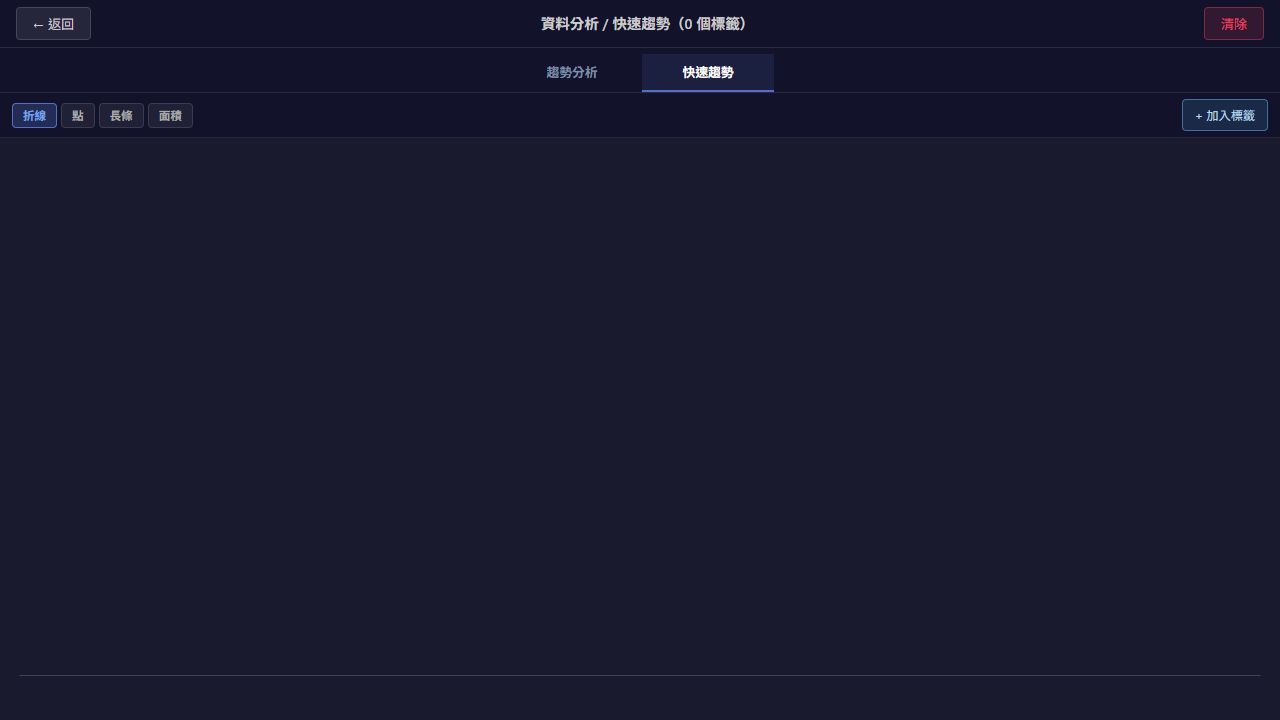 ← 返回
資料分析 / 快速趨勢（0 個標籤）
清除
趨勢分析
快速趨勢
折線
點
長條
面積
+ 加入標籤